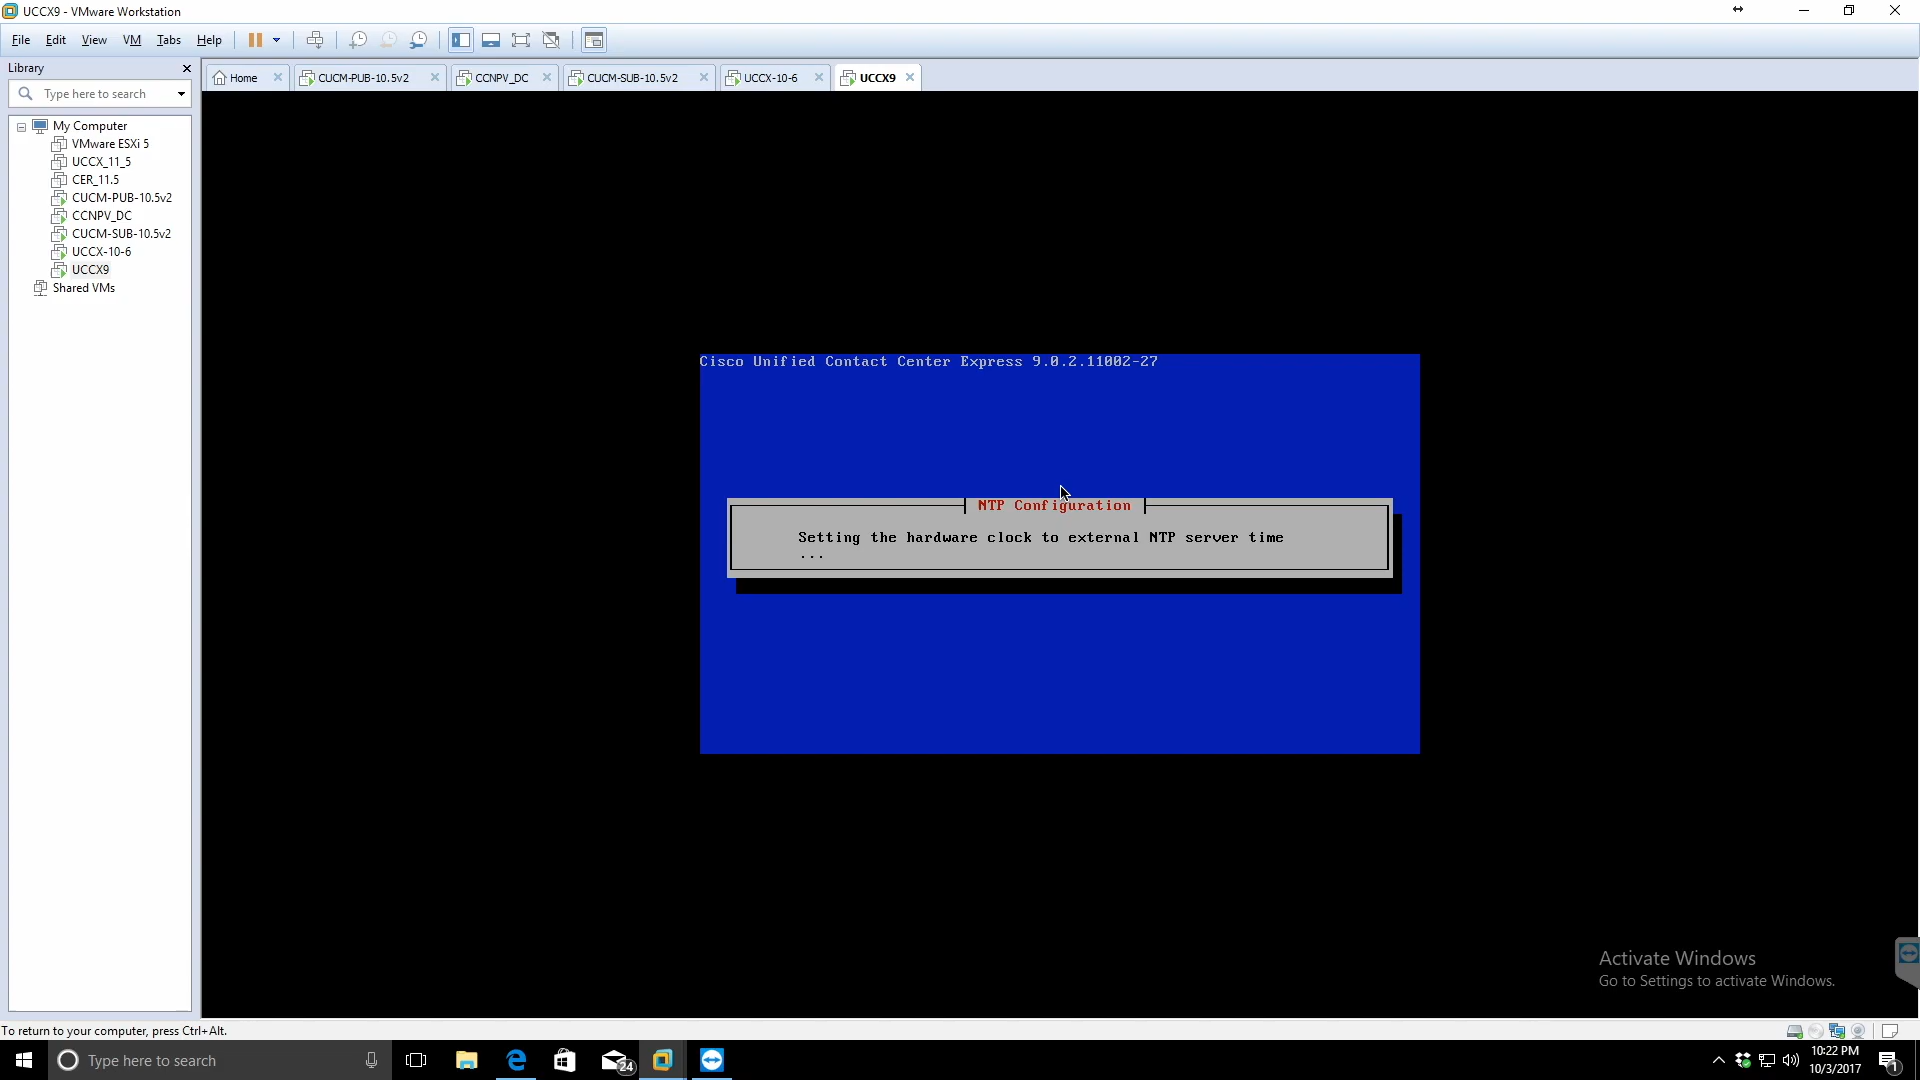 UCCX9 - VMware Workstation
File Edit View VM Tabs Help
Library
Type here to search
Home
CUCM-PUB-10.5v2
CCNPV_DC
CUCM-SUB-10.5v2
UCCX-10-6
UCCX9
My Computer
VMware ESXi 5
UCCX_11_5
CER_11.5
CUCM-PUB-10.5v2
CCNPV_DC
CUCM-SUB-10.5v2
UCCX-10-6
UCCX9
Shared VMs
Cisco Unified Contact Center Express 9.0.2.11002-27
NTP Configuration
Setting the hardware clock to external NTP server time
...
Activate Windows
Go to Settings to activate Windows.
To return to your computer, press Ctrl+Alt.
Type here to search
24
10:22 PM
10/3/2017
1